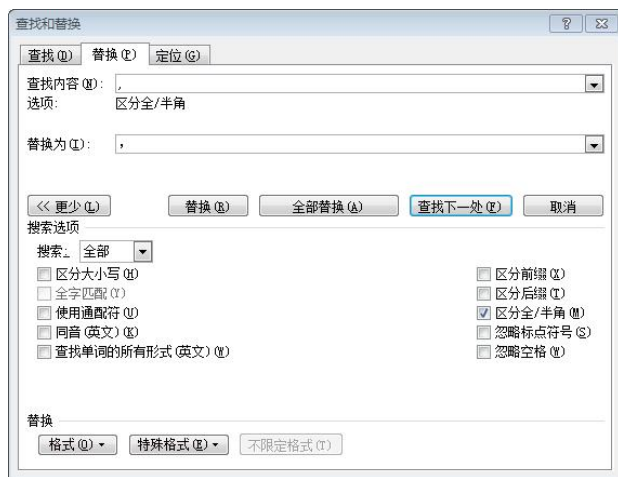 查找和替换
查找(D) 替换(P) 定位(G)
查找内容(N): ,
选项: 区分全/半角
替换为(I): ，
<< 更少(L) 替换(R) 全部替换(A) 查找下一处(F) 取消
搜索选项
搜索: 全部
区分大小写(H) 区分前缀(X)
全字匹配(Y) 区分后缀(T)
使用通配符(U) 区分全/半角(M)
同音(英文)(K) 忽略标点符号(S)
查找单词的所有形式(英文)(W) 忽略空格(W)
替换
格式(O) 特殊格式(E) 不限定格式(T)